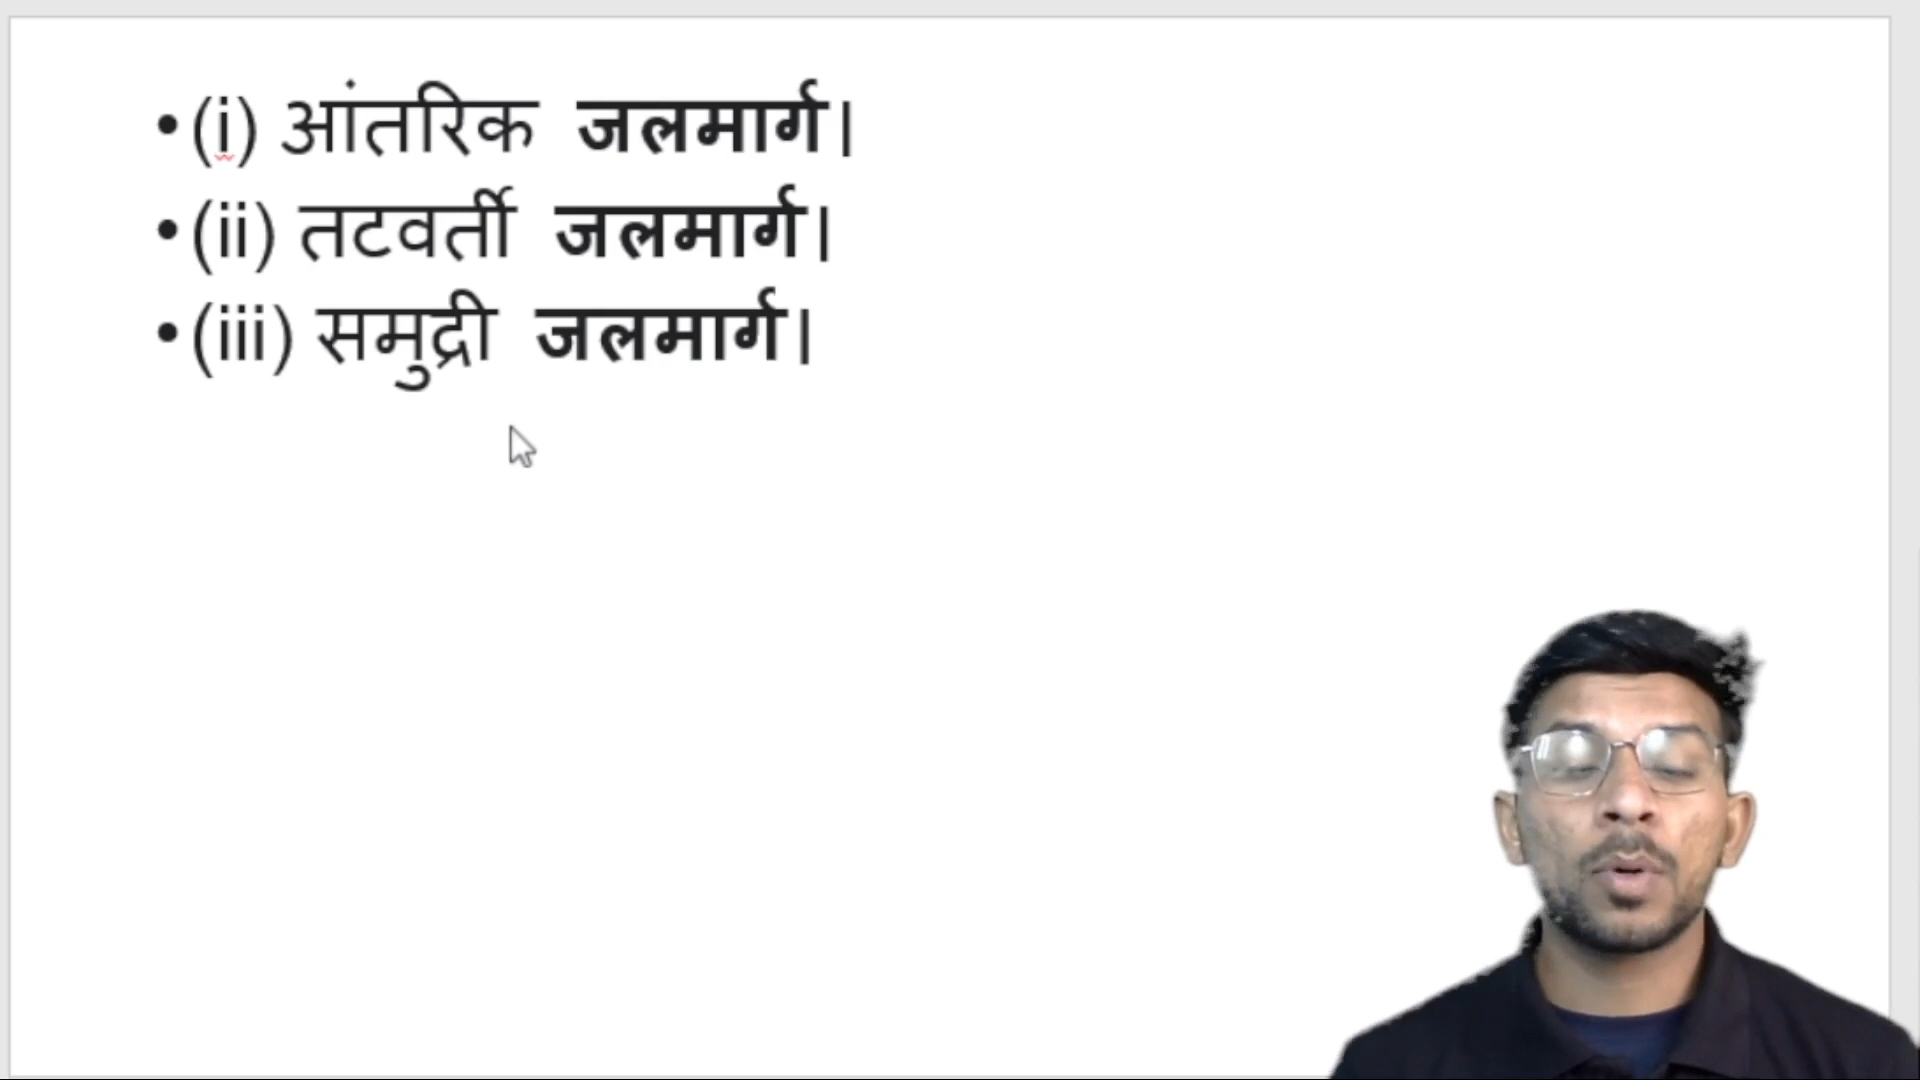 •(i) आंतरिक जलमार्ग।
•(ii) तटवर्ती जलमार्ग।
•(iii) समुद्री जलमार्ग।